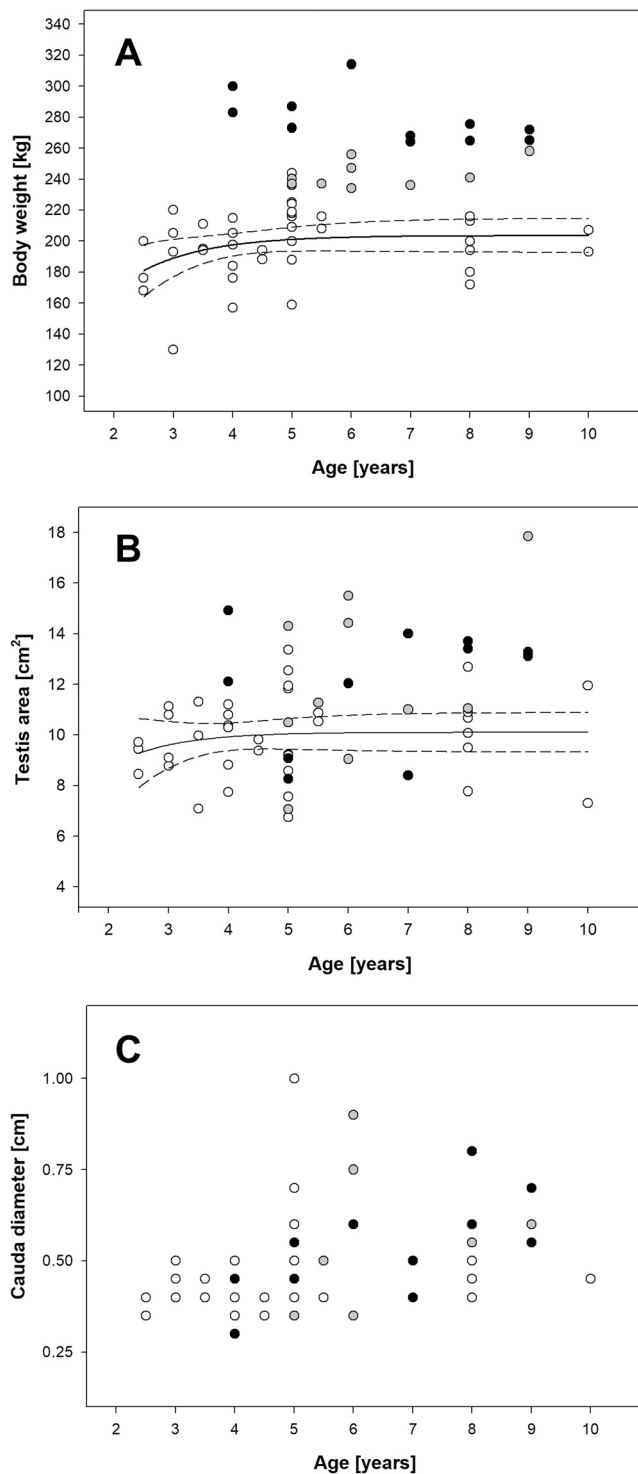 A
Body weight [kg]
340
320
300
280
260
240
220
200
180
160
140
120
100
2 3 4 5 6 7 8 9 10
Age [years]
B
Testis area [cm²]
18
16
14
12
10
8
6
4
2 3 4 5 6 7 8 9 10
Age [years]
C
Cauda diameter [cm]
1.00
0.75
0.50
0.25
2 3 4 5 6 7 8 9 10
Age [years]